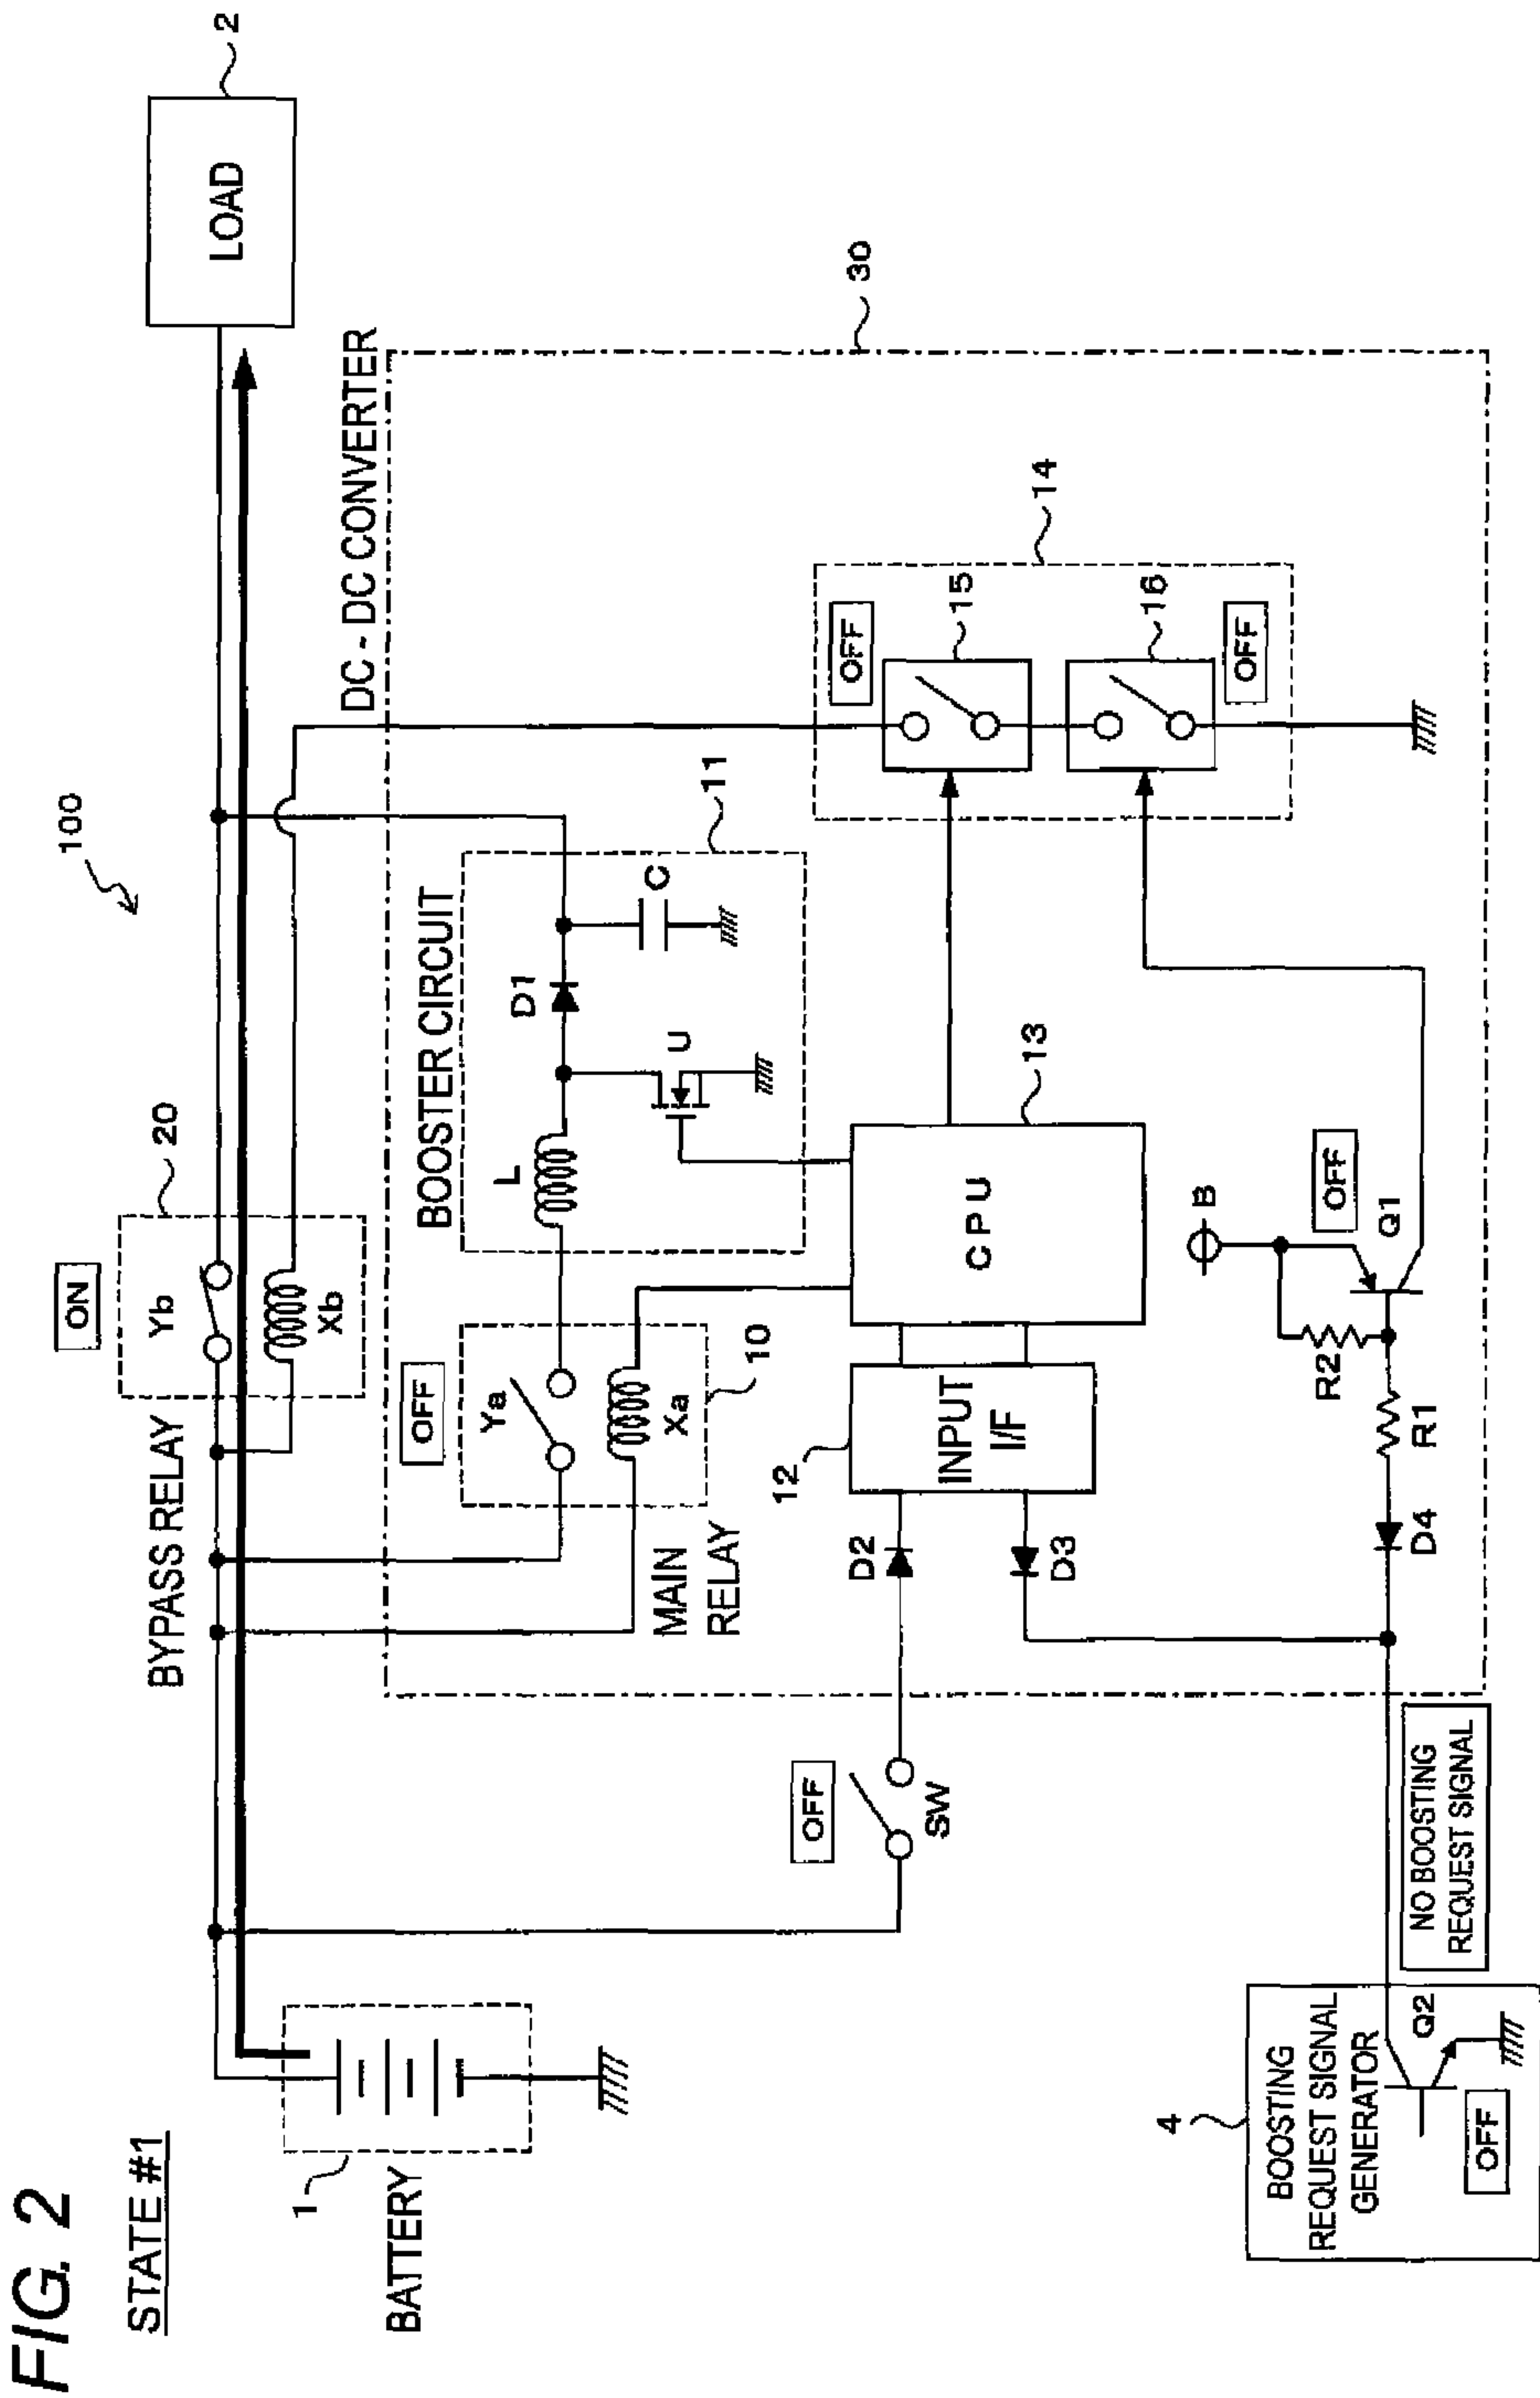 FIG. 2
STATE #1
100
ON
20
BYPASS RELAY
Yb
Xb
LOAD
2
1
BATTERY
DC - DC CONVERTER
30
OFF
Ya
Xa
10
MAIN
RELAY
BOOSTER CIRCUIT
11
L
D1
U
C
OFF
SW
D2
D3
12
INPUT
I/F
CPU
13
14
OFF
15
16
OFF
B
OFF
Q1
R2
R1
D4
NO BOOSTING
REQUEST SIGNAL
4
BOOSTING
REQUEST SIGNAL
GENERATOR
Q2
OFF